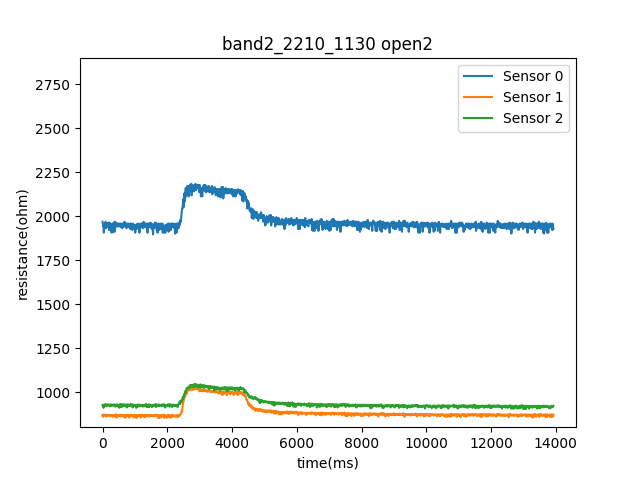 band2_2210_1130 open2
Sensor 0
Sensor 1
Sensor 2
resistance(ohm)
2750
2500
2250
2000
1750
1500
1250
1000
0 2000 4000 6000 8000 10000 12000 14000
time(ms)